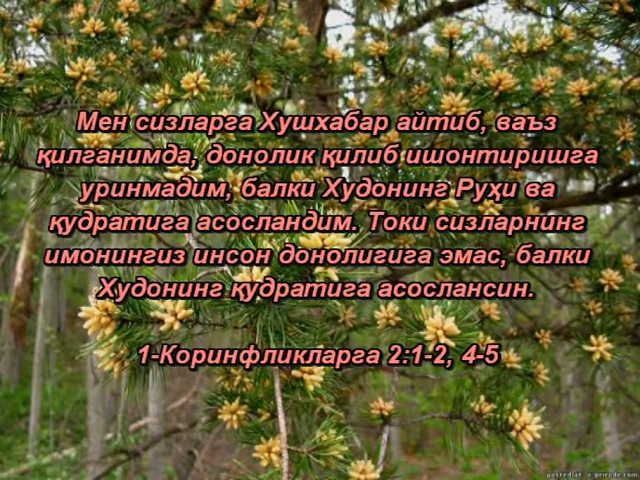 Мен сизларга Хушхабар айтиб, ваъз
қилганимда, донолик қилиб ишонтиришга
уринмадим, балки Худонинг Руҳи ва
қудратига асосландим. Токи сизларнинг
имонингиз инсон донолигига эмас, балки
Худонинг қудратига асослансин.
1-Коринфликларга 2:1-2, 4-5